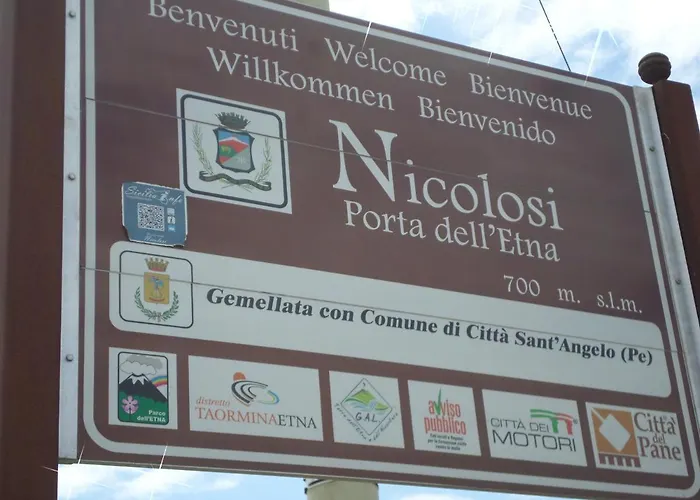 Benvenuti Welcome Bienvenue
Willkommen Bienvenido
Nicolosi
Porta dell'Etna
700 m. s.l.m.
Gemellata con Comune di Città Sant'Angelo (Pe)
Parco
dell'ETNA
distretto
TAORMINAETNA
G.A.L.
avviso
pubblico
CITTÀ DEI
MOTORI
Città
del
Pane